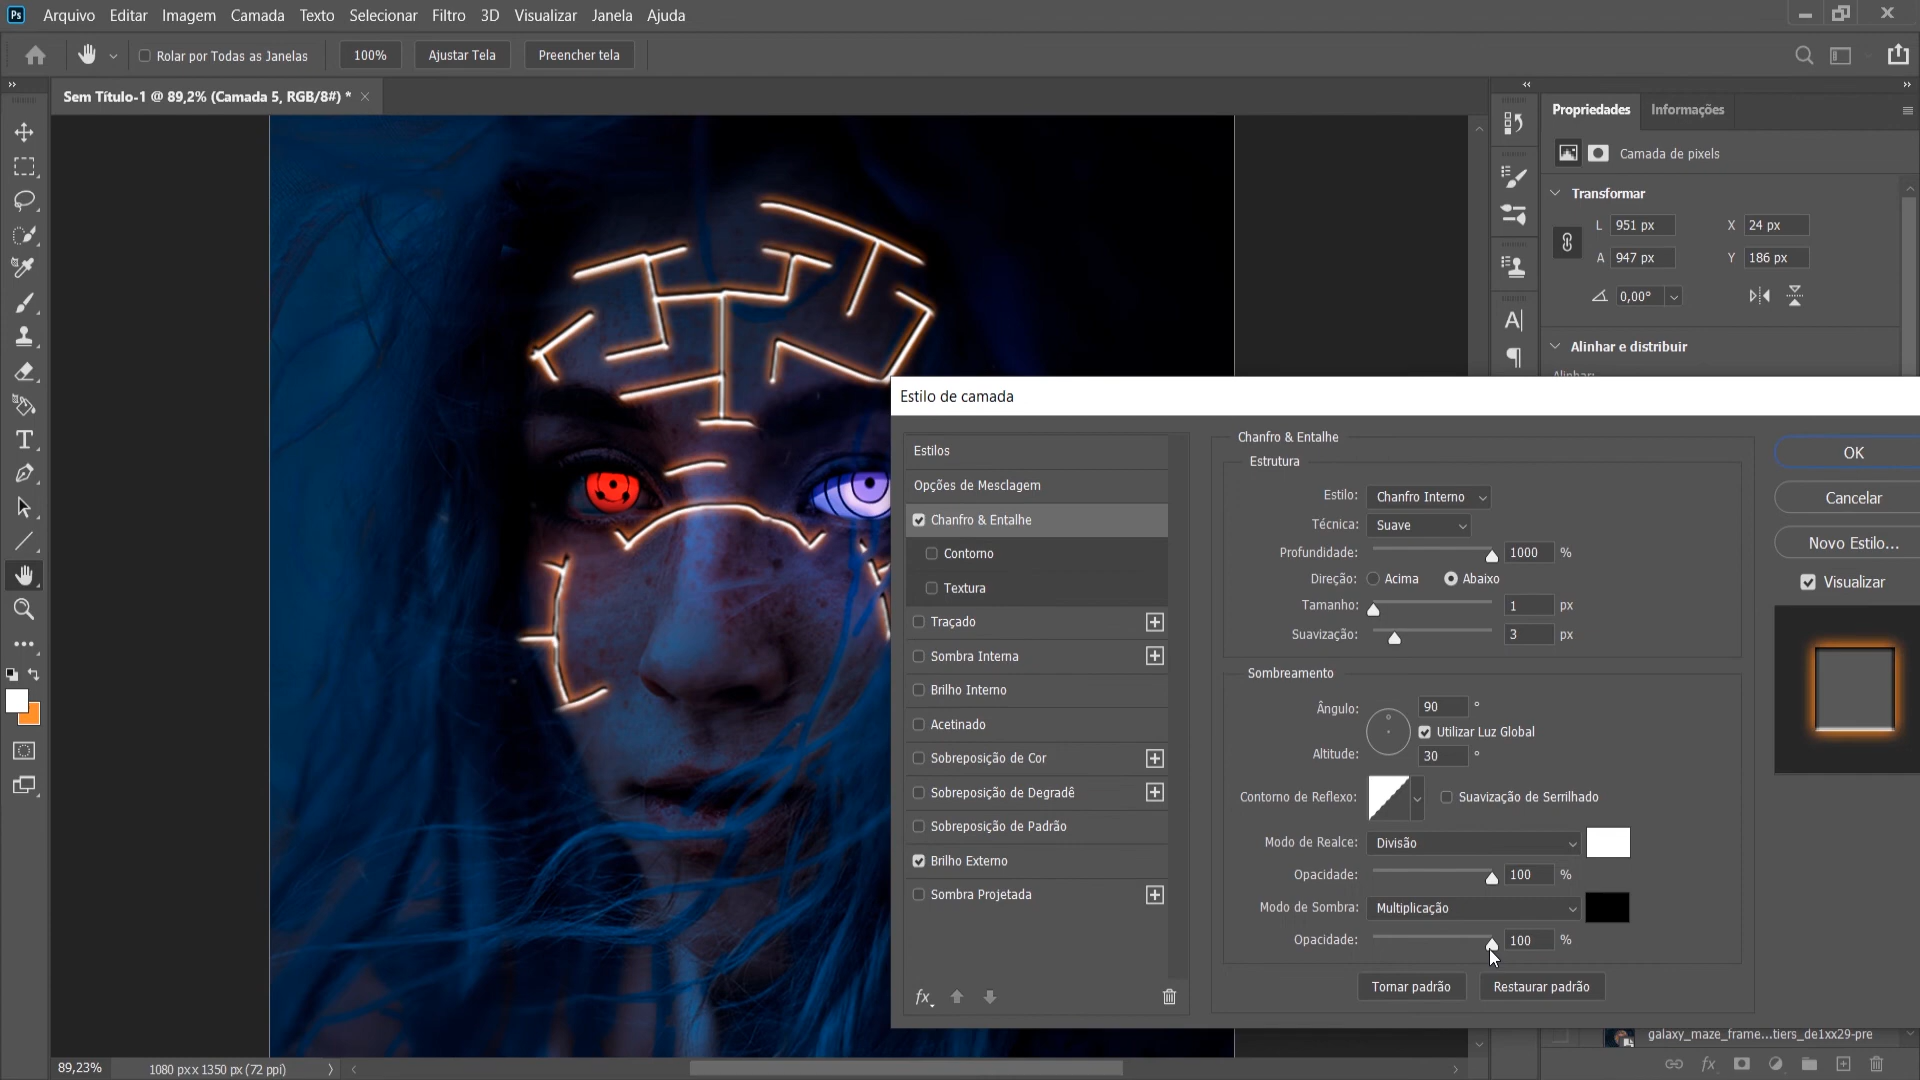 Ps Arquivo Editar Imagem Camada Texto Selecionar Filtro 3D Visualizar Janela Ajuda
Rolar por Todas as Janelas 100% Ajustar Tela Preencher tela
Sem Título-1 @ 89,2% (Camada 5, RGB/8#) *
Propriedades Informações
Camada de pixels
Transformar
L 951 px X 24 px
A 947 px Y 186 px
0,00°
Alinhar e distribuir
Alinhar:
Estilo de camada
Estilos
Opções de Mesclagem
Chanfro & Entalhe
Contorno
Textura
Traçado
Sombra Interna
Brilho Interno
Acetinado
Sobreposição de Cor
Sobreposição de Degradê
Sobreposição de Padrão
Brilho Externo
Sombra Projetada
fx
Chanfro & Entalhe
Estrutura
Estilo: Chanfro Interno
Técnica: Suave
Profundidade: 1000 %
Direção: Acima Abaixo
Tamanho: 1 px
Suavização: 3 px
Sombreamento
Ângulo: 90 °
Utilizar Luz Global
Altitude: 30 °
Contorno de Reflexo: Suavização de Serrilhado
Modo de Realce: Divisão
Opacidade: 100 %
Modo de Sombra: Multiplicação
Opacidade: 100 %
Tornar padrão Restaurar padrão
OK
Cancelar
Novo Estilo...
Visualizar
galaxy_maze_frame...tiers_de1xx29-pre
fx
89,23% 1080 px x 1350 px (72 ppi)